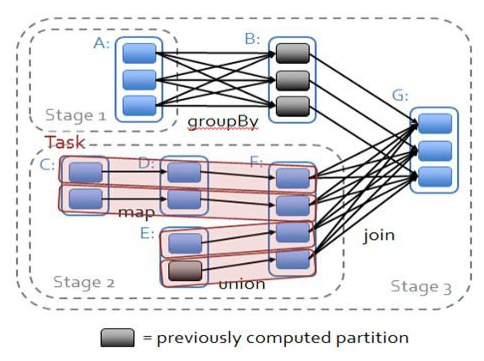 A:
B:
G:
Stage 1
groupBy
Task
C:
D:
F:
map
E:
join
Stage 2
union
Stage 3
= previously computed partition